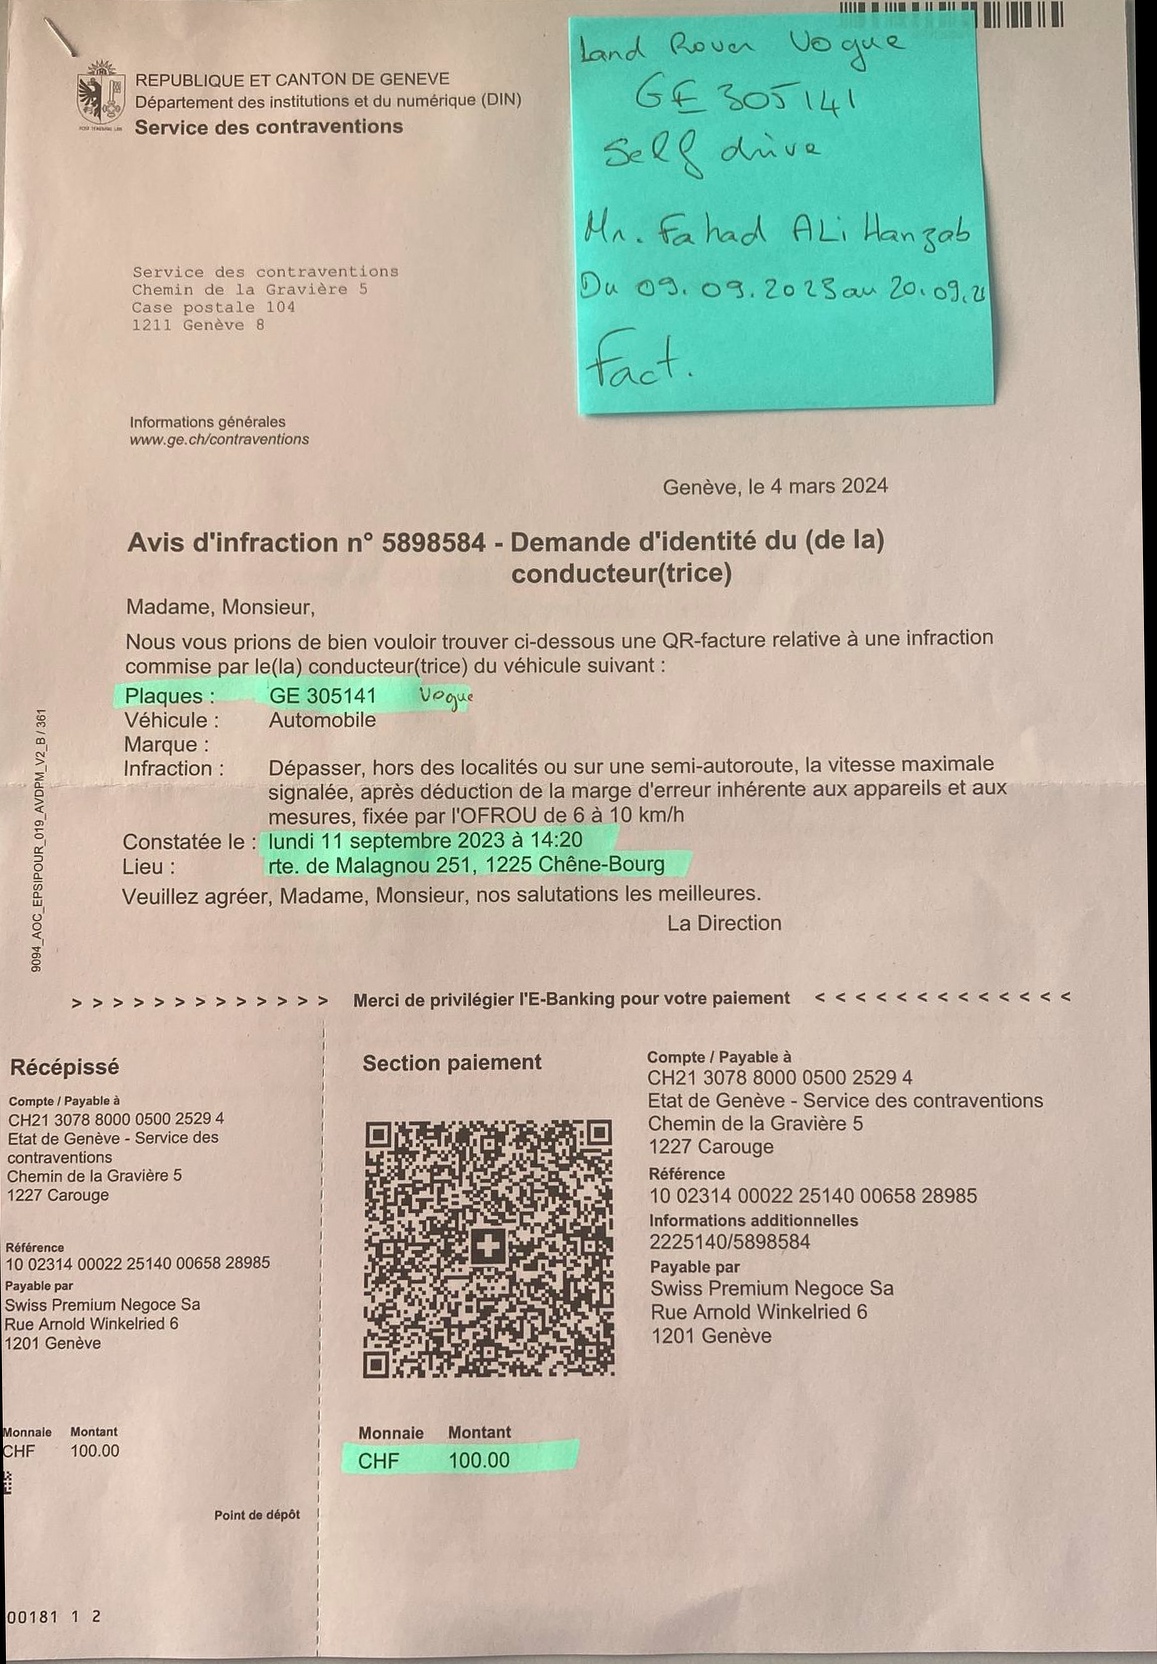 Land Rover Vogue
GE 305141
Self drive
Mr. Fahad ALi Hanzab
Du 09.09.2023 au 20.09.2
Fact.
REPUBLIQUE ET CANTON DE GENEVE
Département des institutions et du numérique (DIN)
Service des contraventions
POST TENEBRAS LUX
Service des contraventions
Chemin de la Gravière 5
Case postale 104
1211 Genève 8
Informations générales
www.ge.ch/contraventions
Genève, le 4 mars 2024
Avis d'infraction n° 5898584 - Demande d'identité du (de la)
conducteur(trice)
Madame, Monsieur,
Nous vous prions de bien vouloir trouver ci-dessous une QR-facture relative à une infraction
commise par le(la) conducteur(trice) du véhicule suivant :
Plaques : GE 305141 Vogue
Véhicule : Automobile
Marque :
Infraction : Dépasser, hors des localités ou sur une semi-autoroute, la vitesse maximale
signalée, après déduction de la marge d'erreur inhérente aux appareils et aux
mesures, fixée par l'OFROU de 6 à 10 km/h
Constatée le : lundi 11 septembre 2023 à 14:20
Lieu : rte. de Malagnou 251, 1225 Chêne-Bourg
Veuillez agréer, Madame, Monsieur, nos salutations les meilleures.
La Direction
9094_AOC_EPSIPOUR_019_AVDPM_V2_B / 361
> > > > > > > > > > > > > Merci de privilégier l'E-Banking pour votre paiement < < < < < < < < < < < < <
Récépissé
Compte / Payable à
CH21 3078 8000 0500 2529 4
Etat de Genève - Service des
contraventions
Chemin de la Gravière 5
1227 Carouge
Référence
10 02314 00022 25140 00658 28985
Payable par
Swiss Premium Negoce Sa
Rue Arnold Winkelried 6
1201 Genève
Monnaie Montant
CHF 100.00
Point de dépôt
00181 1 2
Section paiement
Monnaie Montant
CHF 100.00
Compte / Payable à
CH21 3078 8000 0500 2529 4
Etat de Genève - Service des contraventions
Chemin de la Gravière 5
1227 Carouge
Référence
10 02314 00022 25140 00658 28985
Informations additionnelles
2225140/5898584
Payable par
Swiss Premium Negoce Sa
Rue Arnold Winkelried 6
1201 Genève